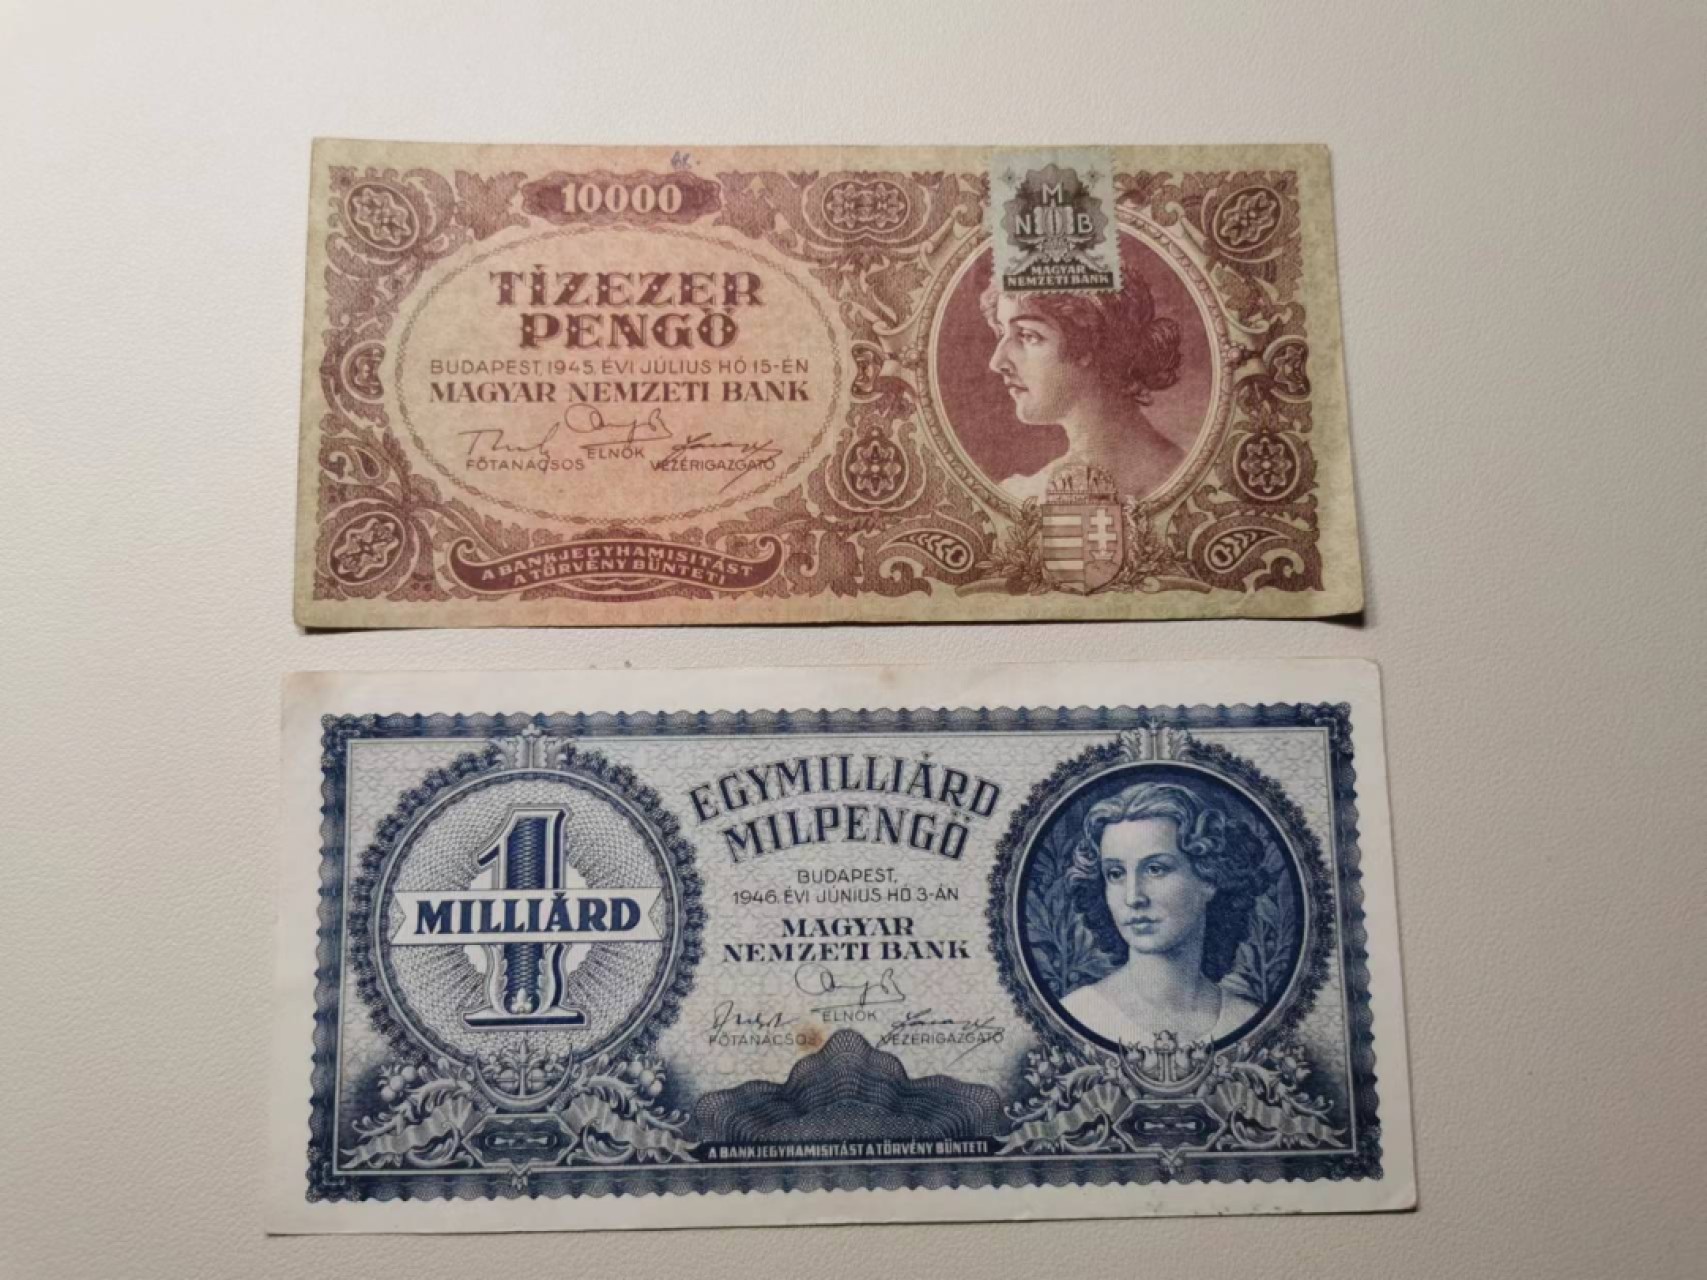 10000
TÍZEZER
PENGŐ
BUDAPEST, 1945. ÉVI JÚLIUS HÓ 15-ÉN
MAGYAR NEMZETI BANK
FŐTANÁCSOS
ELNÖK
VEZÉRIGAZGATÓ
A BANKJEGYHAMISITÁST
A TÖRVÉNY BÜNTETI
M
N B
MAGYAR
NEMZETI BANK
1
MILLIÁRD
EGYMILLIÁRD
MILPENGŐ
BUDAPEST,
1946. ÉVI JÚNIUS HÓ 3-ÁN
MAGYAR
NEMZETI BANK
FŐTANÁCSOS
ELNÖK
VEZÉRIGAZGATÓ
A BANKJEGYHAMISITÁST A TÖRVÉNY BÜNTETI